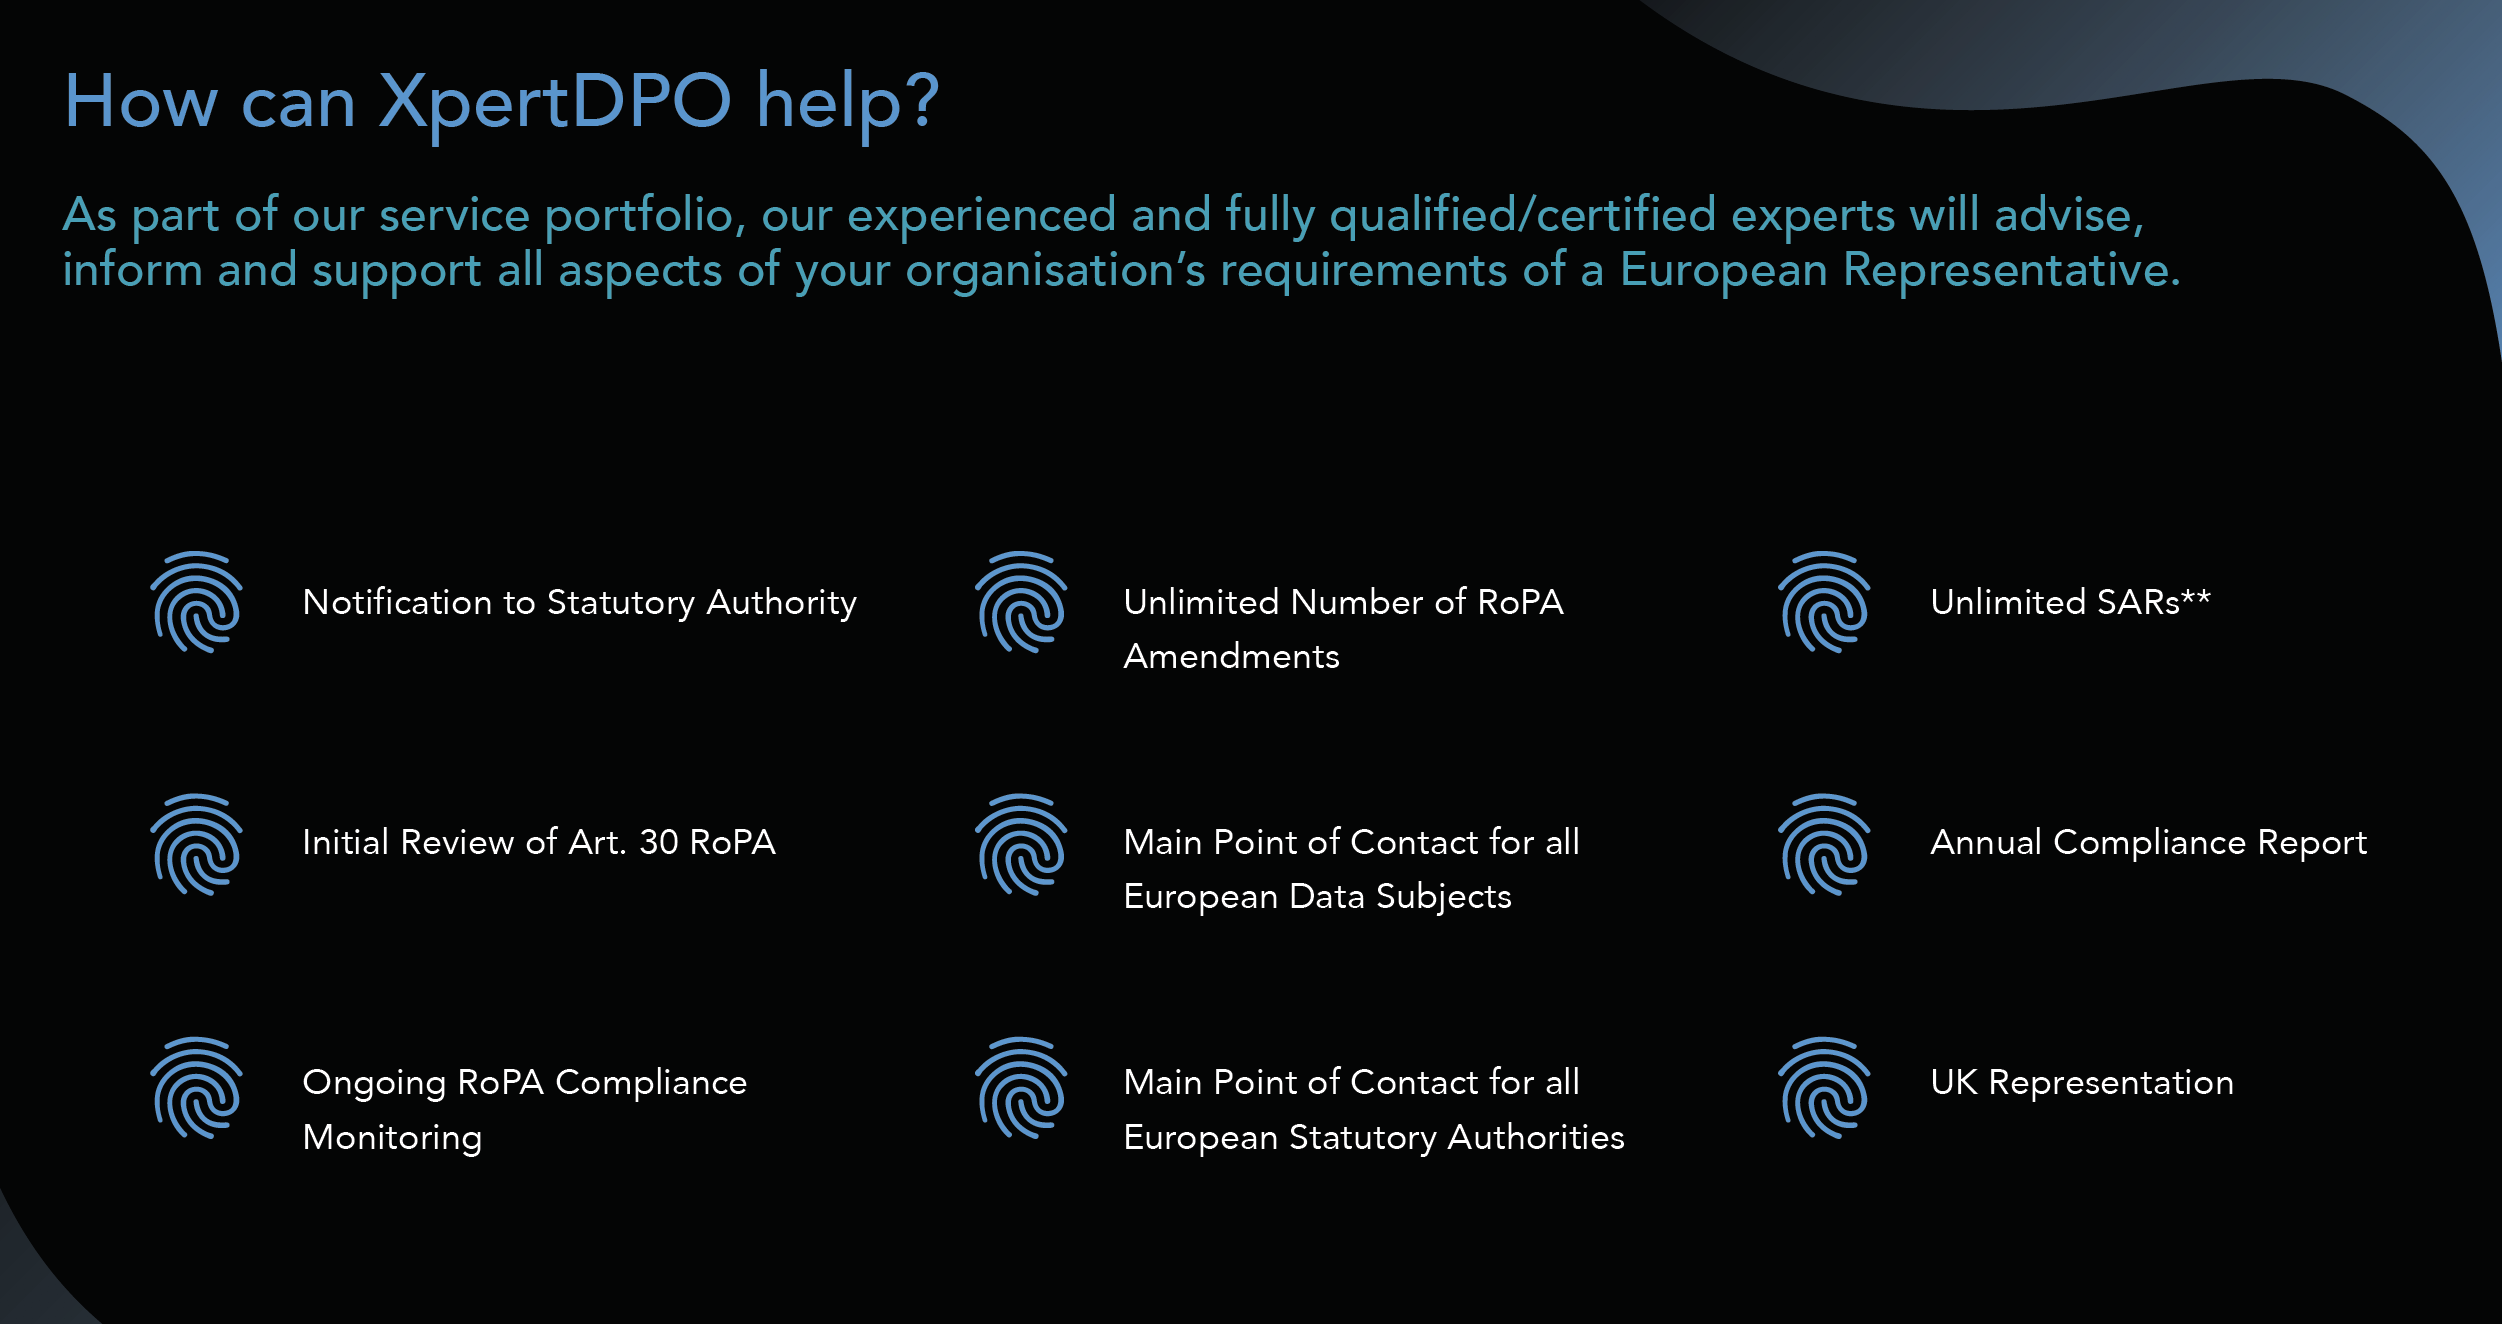 How can XpertDPO help?
As part of our service portfolio, our experienced and fully qualified/certified experts will advise,
inform and support all aspects of your organisation’s requirements of a European Representative.
Notification to Statutory Authority
Unlimited Number of RoPA
Amendments
Unlimited SARs**
Initial Review of Art. 30 RoPA
Main Point of Contact for all
European Data Subjects
Annual Compliance Report
Ongoing RoPA Compliance
Monitoring
Main Point of Contact for all
European Statutory Authorities
UK Representation